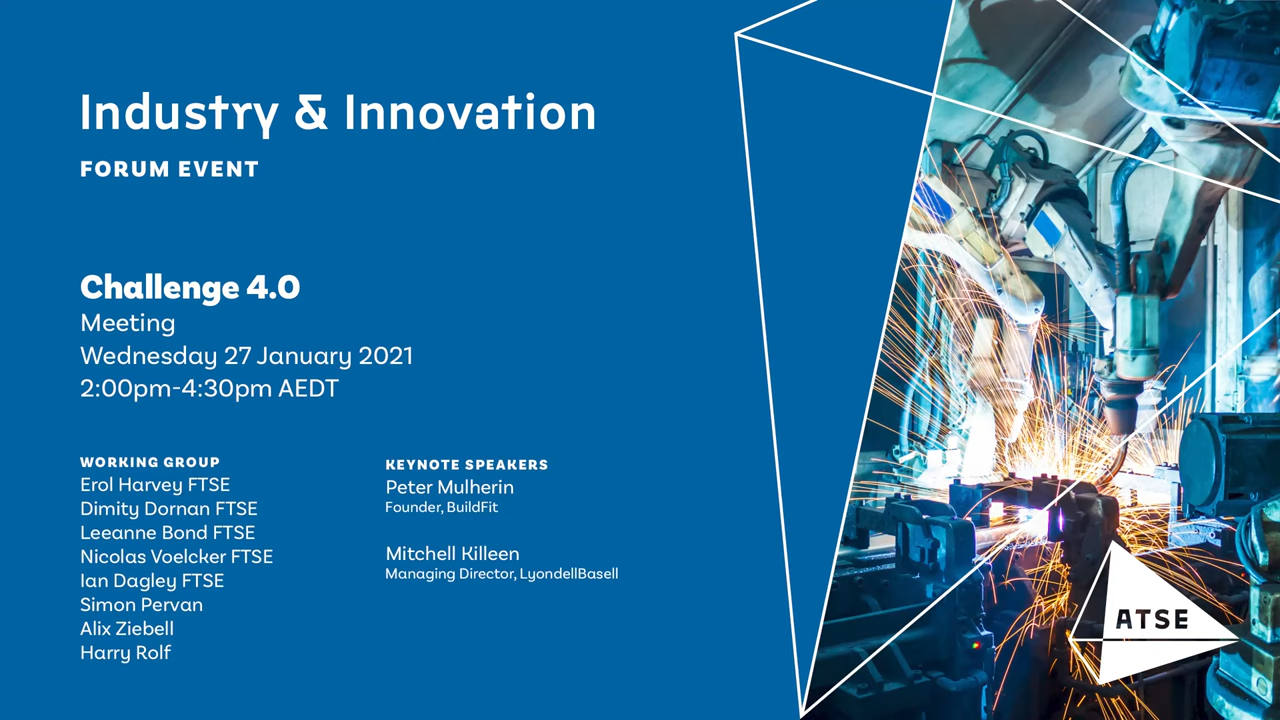 Industry & Innovation
FORUM EVENT
Challenge 4.0
Meeting
Wednesday 27 January 2021
2:00pm-4:30pm AEDT
WORKING GROUP
Erol Harvey FTSE
Dimity Dornan FTSE
Leeanne Bond FTSE
Nicolas Voelcker FTSE
Ian Dagley FTSE
Simon Pervan
Alix Ziebell
Harry Rolf
KEYNOTE SPEAKERS
Peter Mulherin
Founder, BuildFit
Mitchell Killeen
Managing Director, LyondellBasell
ATSE